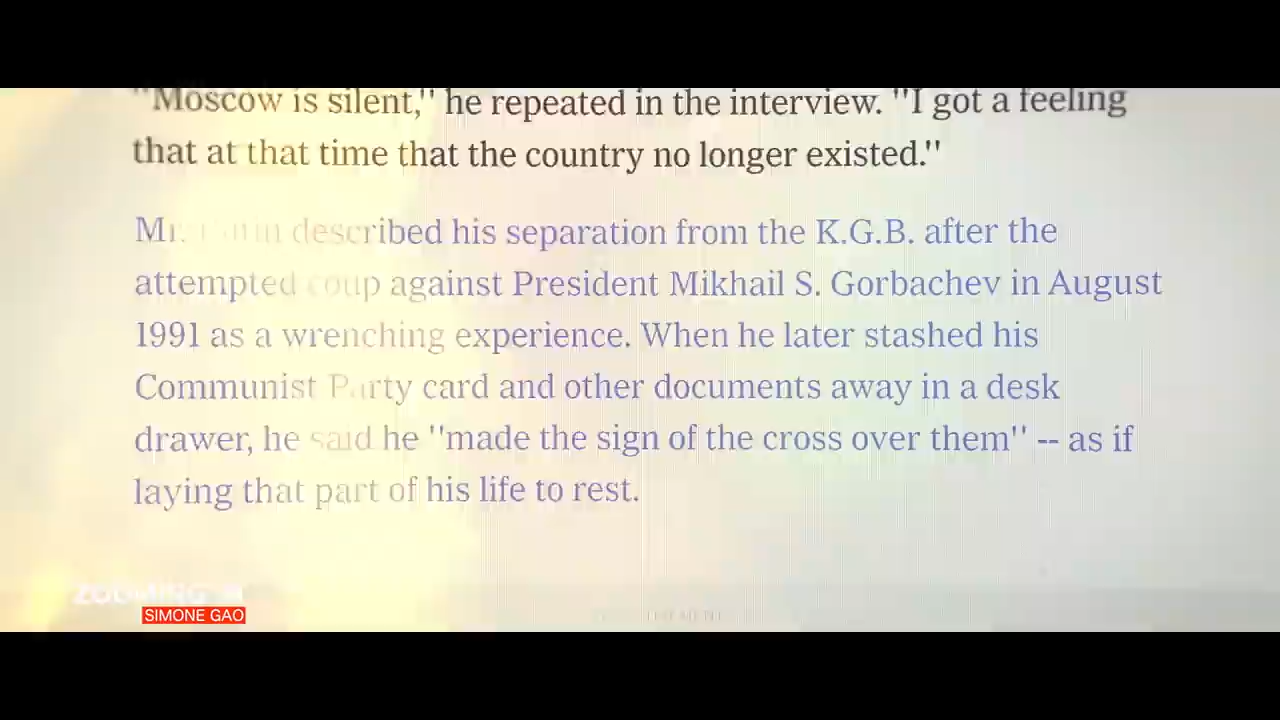 "Moscow is silent," he repeated in the interview. "I got a feeling
that at that time that the country no longer existed."
Mr. Putin described his separation from the K.G.B. after the
attempted coup against President Mikhail S. Gorbachev in August
1991 as a wrenching experience. When he later stashed his
Communist Party card and other documents away in a desk
drawer, he said he "made the sign of the cross over them" -- as if
laying that part of his life to rest.
ZOOMING IN
SIMONE GAO